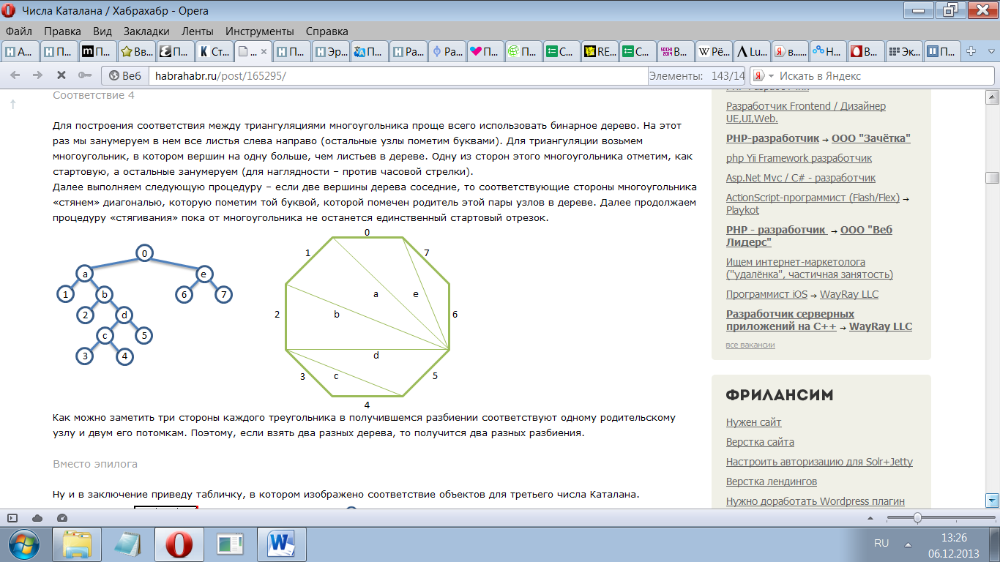 Числа Каталана / Хабрахабр - Opera
Файл Правка Вид Закладки Ленты Инструменты Справка
А... П... П... Вв... П... Ст... ... П... Эр... П... Ра... Ра... П... П... С... RE... С... В... Рё... Lu... в.... Н... В... Эк... П...
Веб habrahabr.ru/post/165295/ Элементы: 143/14 Искать в Яндекс
Соответствие 4
Для построения соответствия между триангуляциями многоугольника проще всего использовать бинарное дерево. На этот
раз мы занумеруем в нем все листья слева направо (остальные узлы пометим буквами). Для триангуляции возьмем
многоугольник, в котором вершин на одну больше, чем листьев в дереве. Одну из сторон этого многоугольника отметим, как
стартовую, а остальные занумеруем (для наглядности – против часовой стрелки).
Далее выполняем следующую процедуру – если две вершины дерева соседние, то соответствующие стороны многоугольника
«стянем» диагональю, которую пометим той буквой, которой помечен родитель этой пары узлов в дереве. Далее продолжаем
процедуру «стягивания» пока от многоугольника не останется единственный стартовый отрезок.
0
a e
1 b 6 7
2 d
c 5
3 4
0
1 7
a e
2 b 6
d
3 c 5
4
Как можно заметить три стороны каждого треугольника в получившемся разбиении соответствуют одному родительскому
узлу и двум его потомкам. Поэтому, если взять два разных дерева, то получится два разных разбиения.
Вместо эпилога
Ну и в заключение приведу табличку, в котором изображено соответствие объектов для третьего числа Каталана.
Разработчик Frontend / Дизайнер
UE,UI,Web.
PHP-разработчик → ООО "Зачётка"
php Yii Framework разработчик
Asp.Net Mvc / C# - разработчик
ActionScript-программист (Flash/Flex) →
Playkot
PHP - разработчик → ООО "Веб
Лидерс"
Ищем интернет-маркетолога
("удалёнка", частичная занятость)
Программист iOS → WayRay LLC
Разработчик серверных
приложений на C++ → WayRay LLC
все вакансии
ФРИЛАНСИМ
Нужен сайт
Верстка сайта
Настроить авторизацию для Solr+Jetty
Верстка лендингов
Нужно доработать Wordpress плагин
RU
13:26
06.12.2013